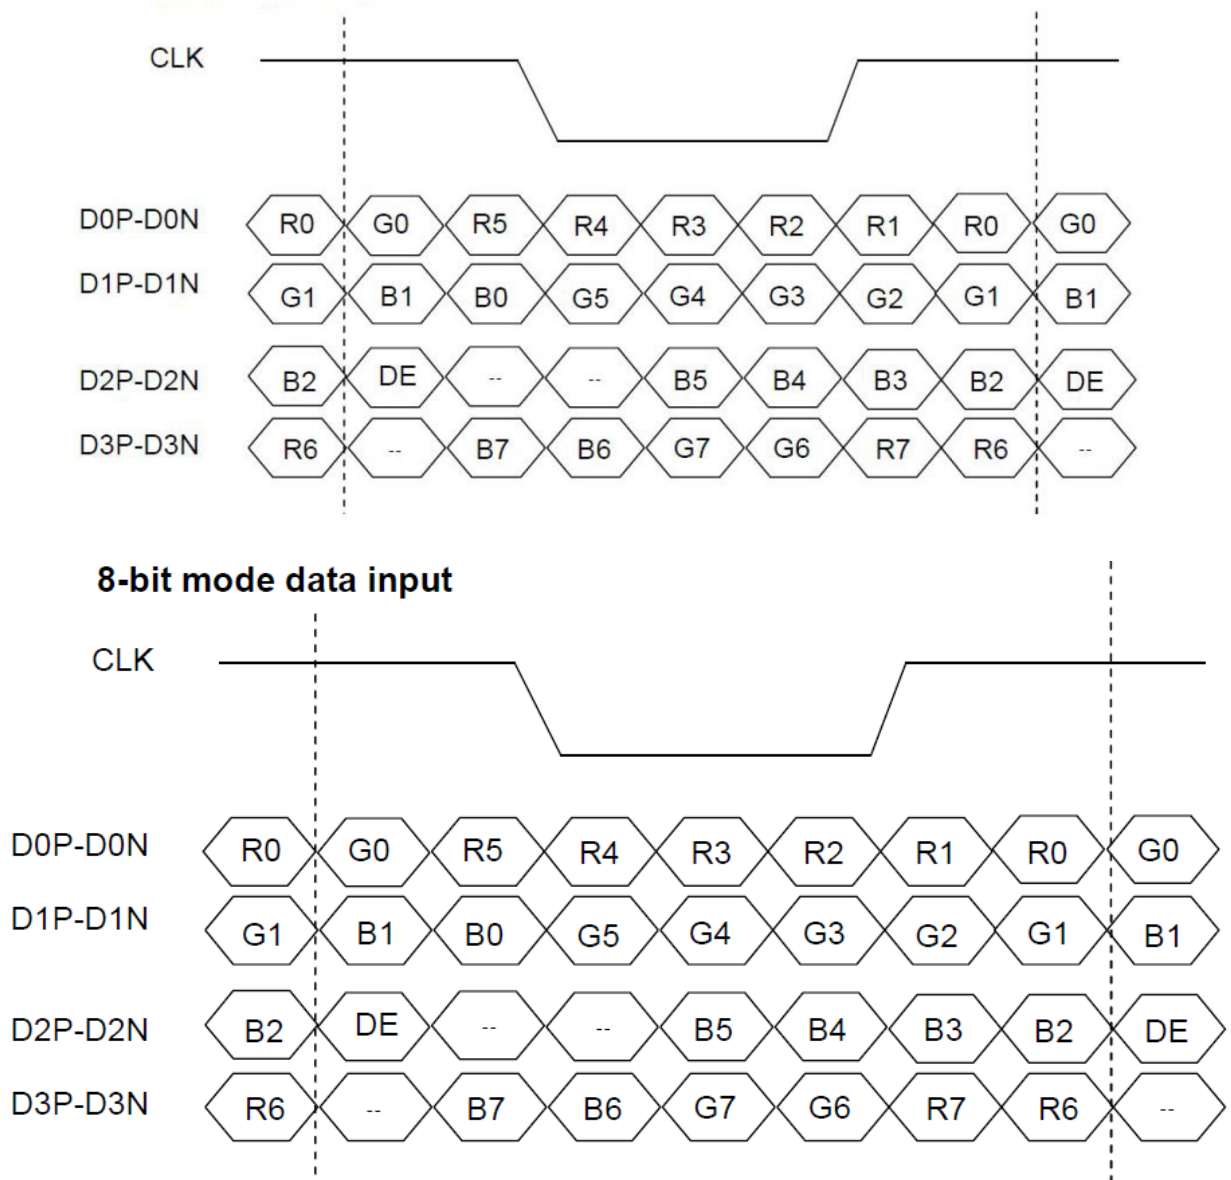 CLK
D0P-D0N R0 G0 R5 R4 R3 R2 R1 R0 G0
D1P-D1N G1 B1 B0 G5 G4 G3 G2 G1 B1
D2P-D2N B2 DE -- -- B5 B4 B3 B2 DE
D3P-D3N R6 -- B7 B6 G7 G6 R7 R6 --
8-bit mode data input
CLK
D0P-D0N R0 G0 R5 R4 R3 R2 R1 R0 G0
D1P-D1N G1 B1 B0 G5 G4 G3 G2 G1 B1
D2P-D2N B2 DE -- -- B5 B4 B3 B2 DE
D3P-D3N R6 -- B7 B6 G7 G6 R7 R6 --